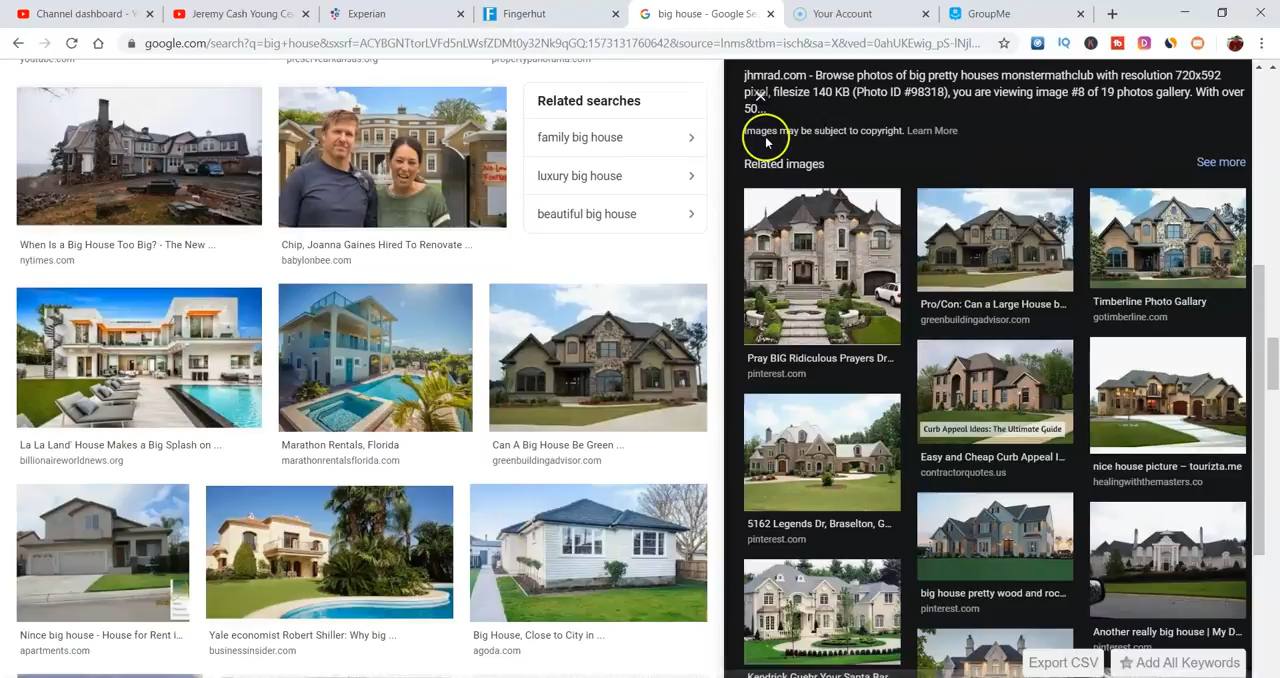 Channel dashboard - Y
Jeremy Cash Young Ce
Experian
Fingerhut
big house - Google Se
Your Account
GroupMe
google.com/search?q=big+house&sxsrf=ACYBGNTtorLVFd5nLWsfZDMt0y32Nk9qGQ:1573131760642&source=lnms&tbm=isch&sa=X&ved=0ahUKEwig_pS-lNjl...
youtube.com
preservearkansas.org
propertypanorama.com
When Is a Big House Too Big? - The New ...
nytimes.com
Chip, Joanna Gaines Hired To Renovate ...
babylonbee.com
Related searches
family big house
luxury big house
beautiful big house
La La Land' House Makes a Big Splash on ...
billionaireworldnews.org
Marathon Rentals, Florida
marathonrentalsflorida.com
Can A Big House Be Green ...
greenbuildingadvisor.com
Nince big house - House for Rent i...
apartments.com
Yale economist Robert Shiller: Why big ...
businessinsider.com
Big House, Close to City in ...
agoda.com
jhmrad.com - Browse photos of big pretty houses monstermathclub with resolution 720x592
pixel, filesize 140 KB (Photo ID #98318), you are viewing image #8 of 19 photos gallery. With over
50...
Images may be subject to copyright. Learn More
Related images
See more
Pray BIG Ridiculous Prayers Dr...
pinterest.com
Pro/Con: Can a Large House b...
greenbuildingadvisor.com
Timberline Photo Gallary
gotimberline.com
Curb Appeal Ideas: The Ultimate Guide
Easy and Cheap Curb Appeal I...
contractorquotes.us
nice house picture – tourizta.me
healingwiththemasters.co
5162 Legends Dr, Braselton, G...
pinterest.com
big house pretty wood and roc...
pinterest.com
Another really big house | My D...
pinterest.com
Kendrick Guehr Your Santa Bar
Export CSV
Add All Keywords